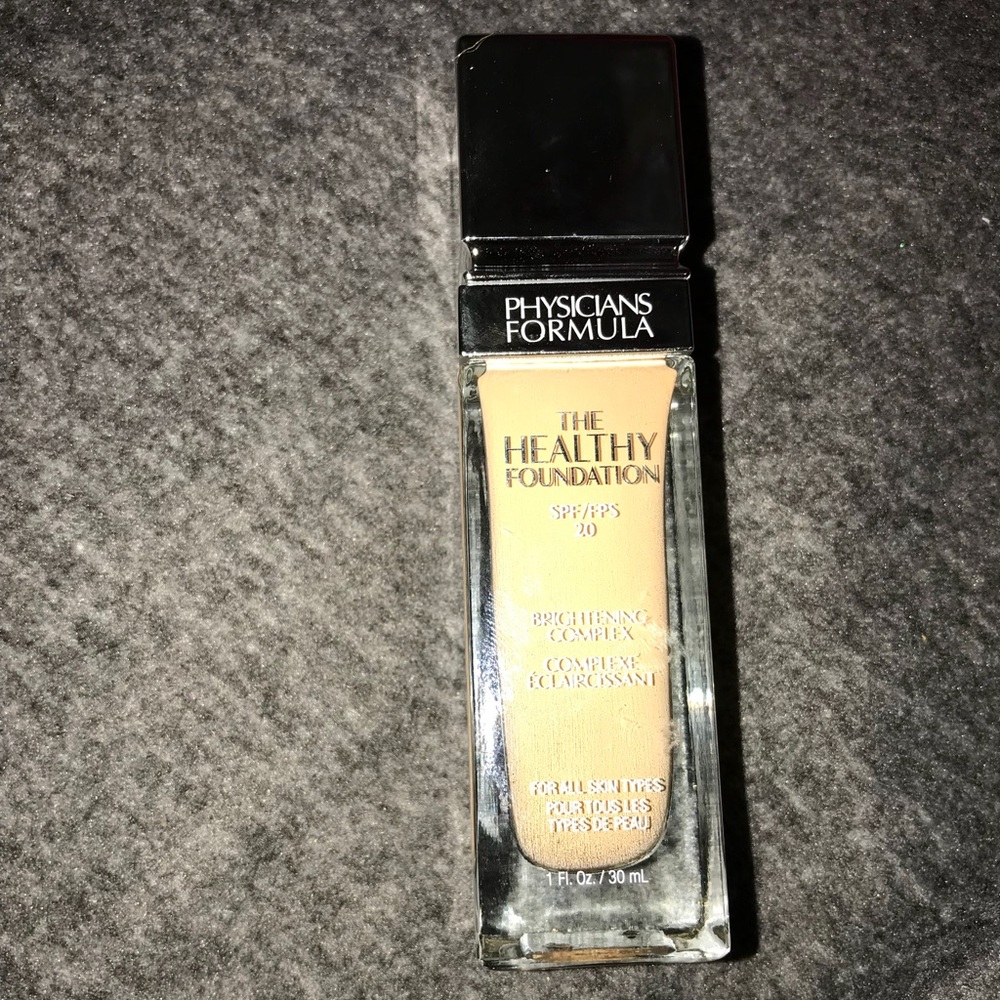 PHYSICIANS
FORMULA
THE
HEALTHY
FOUNDATION
SPF/FPS
20
BRIGHTENING
COMPLEX
COMPLEXE
ÉCLAIRCISSANT
FOR ALL SKIN TYPES
POUR TOUS LES
TYPES DE PEAU
1 Fl. Oz. / 30 mL